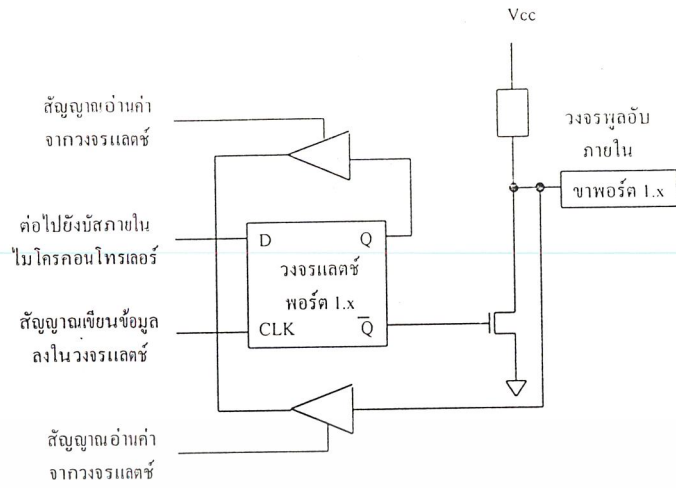 Vcc
สัญญาณอ่านค่า
จากวงจรแลตช์
วงจรพูลอัป
ภายใน
ขาพอร์ต 1.x
ต่อไปยังบัสภายใน
ไมโครคอนโทรเลอร์
D
Q
วงจรแลตช์
พอร์ต 1.x
สัญญาณเขียนข้อมูล
ลงในวงจรแลตช์
CLK
Q̅
สัญญาณอ่านค่า
จากวงจรแลตช์